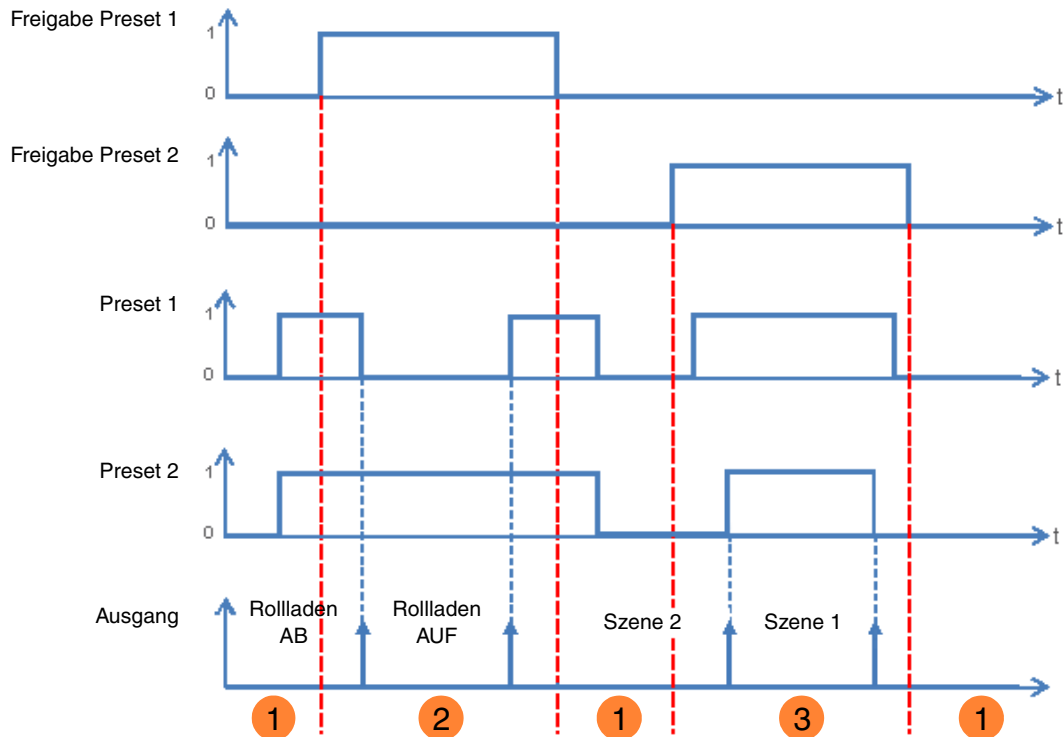 Freigabe Preset 1
1
0
t
Freigabe Preset 2
1
0
t
Preset 1
1
0
t
Preset 2
1
0
t
Ausgang
Rollladen
AB
Rollladen
AUF
Szene 2
Szene 1
1
2
1
3
1